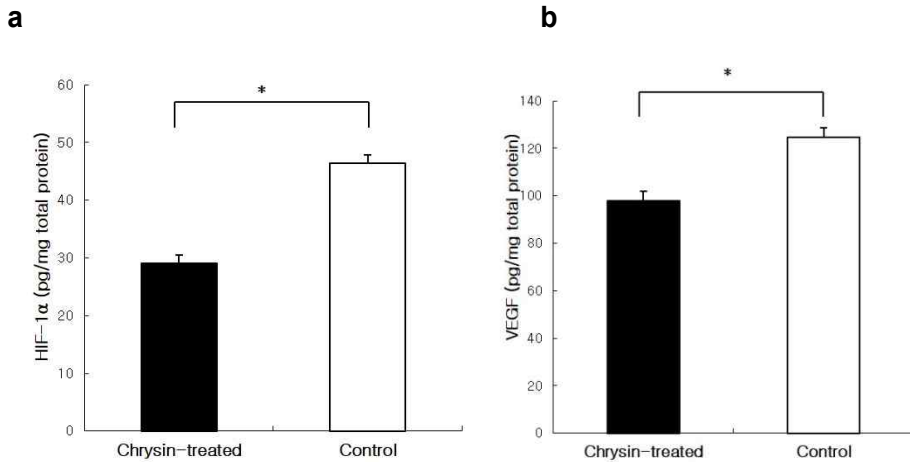 a
b
*
60
50
40
30
20
10
0
HIF-1α (pg/mg total protein)
Chrysin-treated
Control
*
140
120
100
80
60
40
20
0
VEGF (pg/mg total protein)
Chrysin-treated
Control